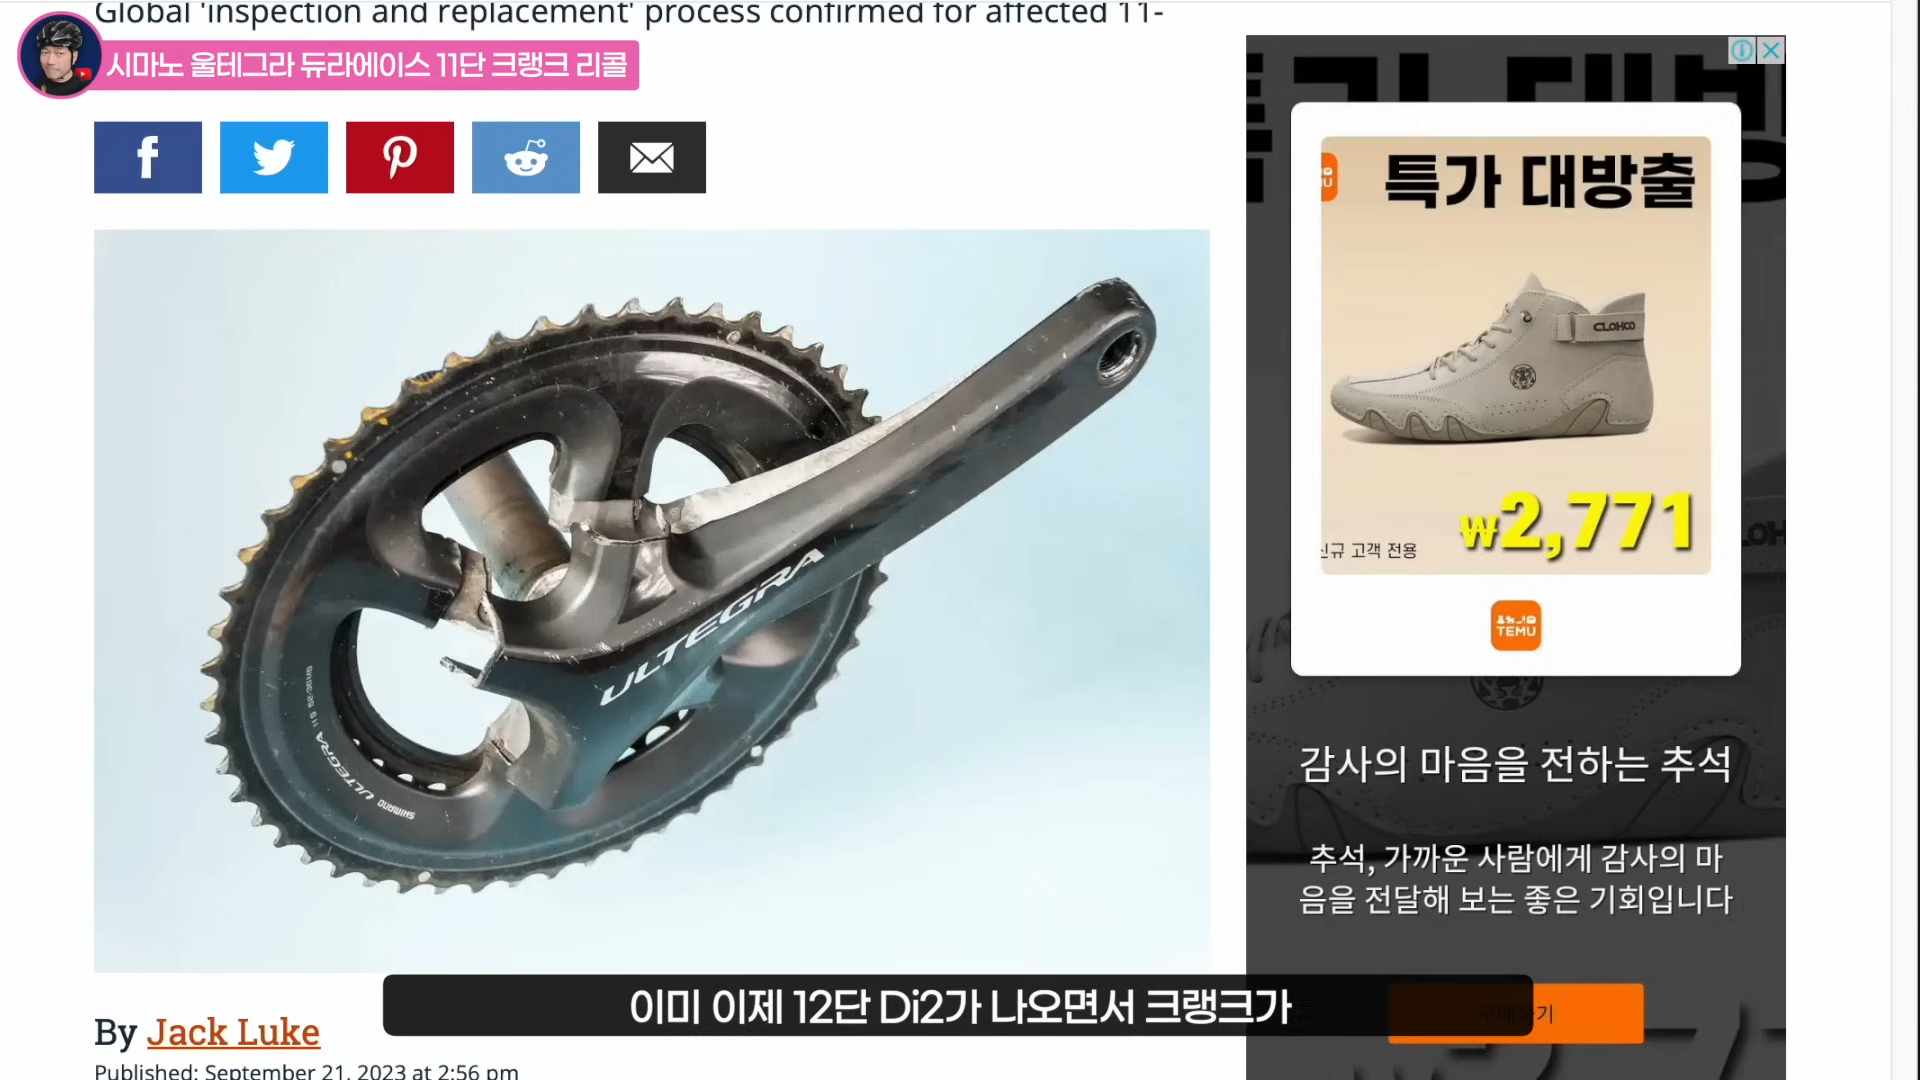 Global 'inspection and replacement' process confirmed for affected 11-
시마노 울테그라 듀라에이스 11단 크랭크 리콜
ULTEGRA
SHIMANO ULTEGRA 11 S 52-36 MB
By Jack Luke
Published: September 21, 2023 at 2:56 pm
특가 대방출
CLOHOO
신규 고객 전용
₩2,771
TEMU
감사의 마음을 전하는 추석
추석, 가까운 사람에게 감사의 마
음을 전달해 보는 좋은 기회입니다
이미 이제 12단 Di2가 나오면서 크랭크가